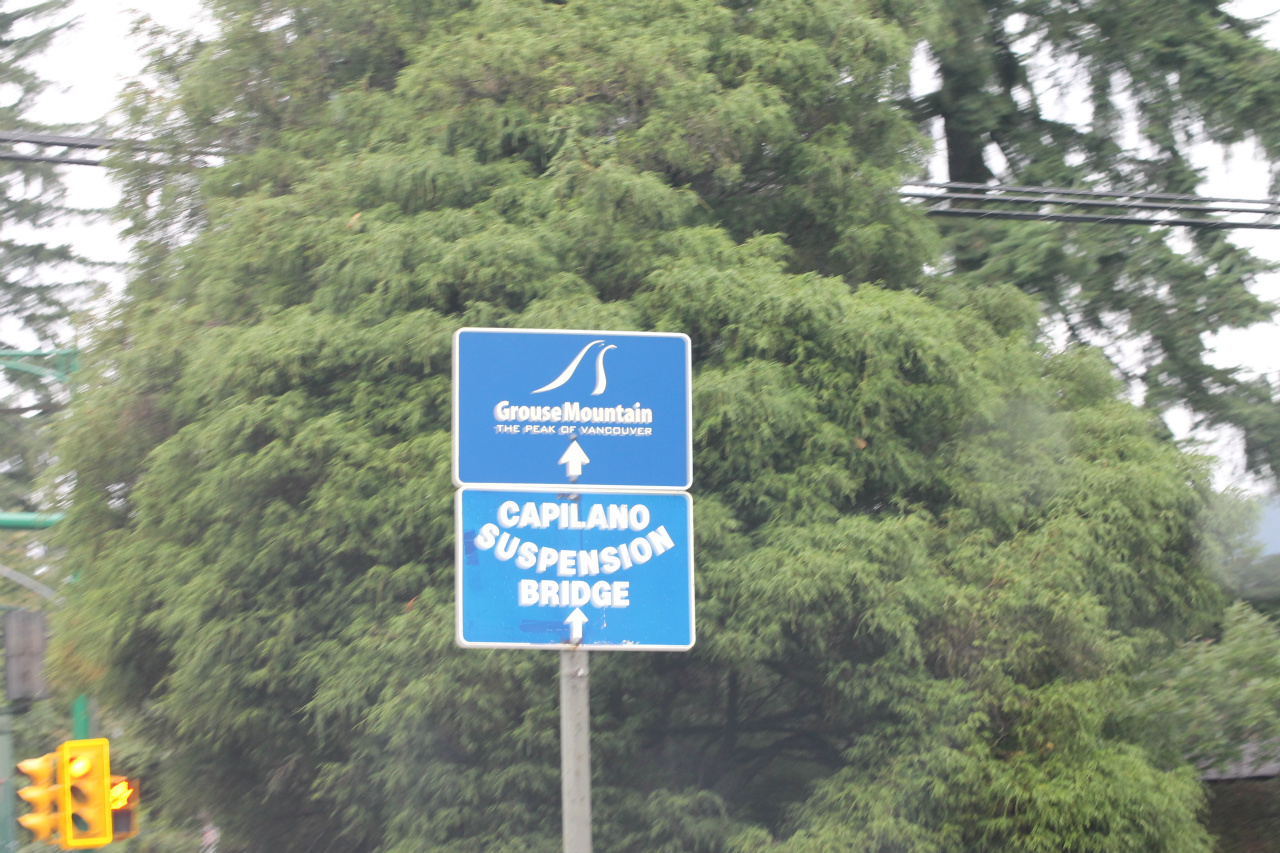 GrouseMountain
THE PEAK OF VANCOUVER
CAPILANO
SUSPENSION
BRIDGE